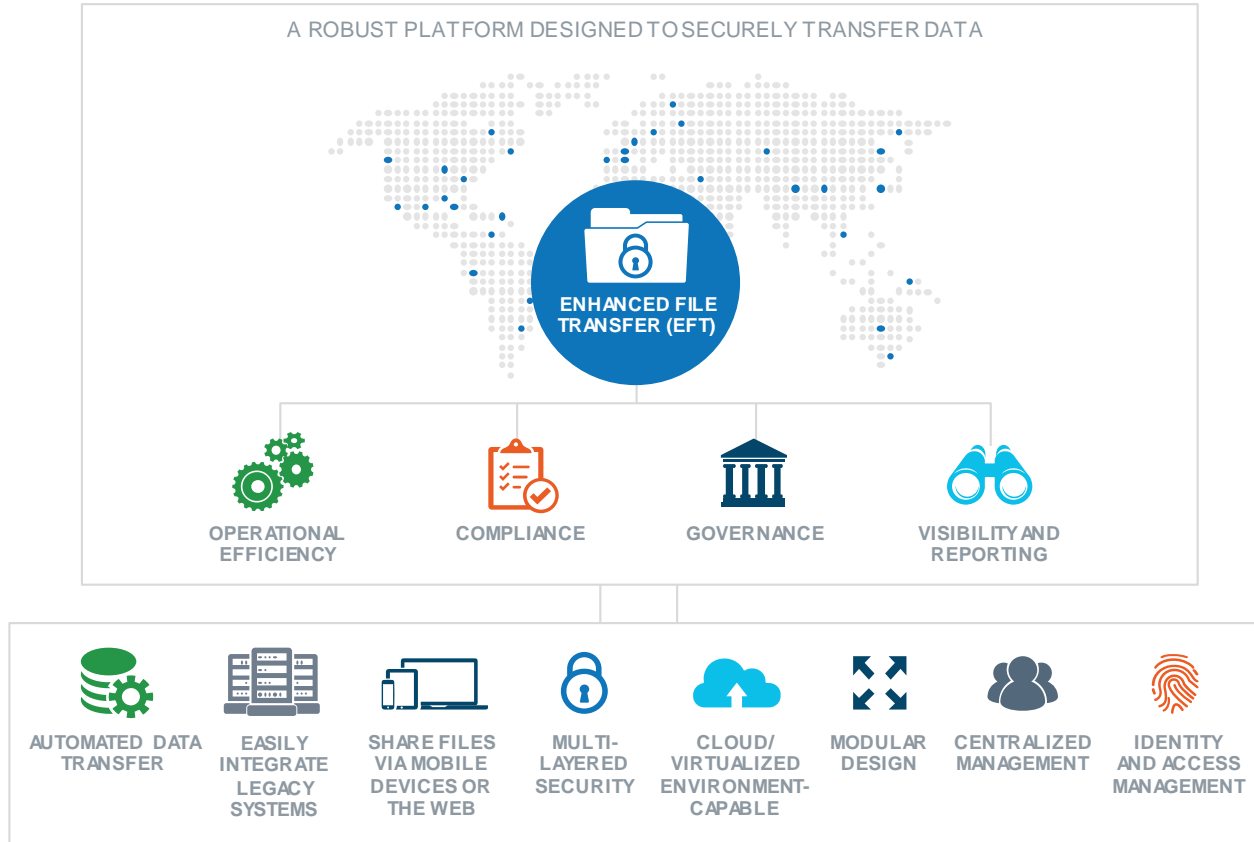 A ROBUST PLATFORM DESIGNED TO SECURELY TRANSFER DATA
ENHANCED FILE
TRANSFER (EFT)
OPERATIONAL
EFFICIENCY
COMPLIANCE
GOVERNANCE
VISIBILITY AND
REPORTING
AUTOMATED DATA
TRANSFER
EASILY
INTEGRATE
LEGACY
SYSTEMS
SHARE FILES
VIA MOBILE
DEVICES OR
THE WEB
MULTI-
LAYERED
SECURITY
CLOUD/
VIRTUALIZED
ENVIRONMENT-
CAPABLE
MODULAR
DESIGN
CENTRALIZED
MANAGEMENT
IDENTITY
AND ACCESS
MANAGEMENT